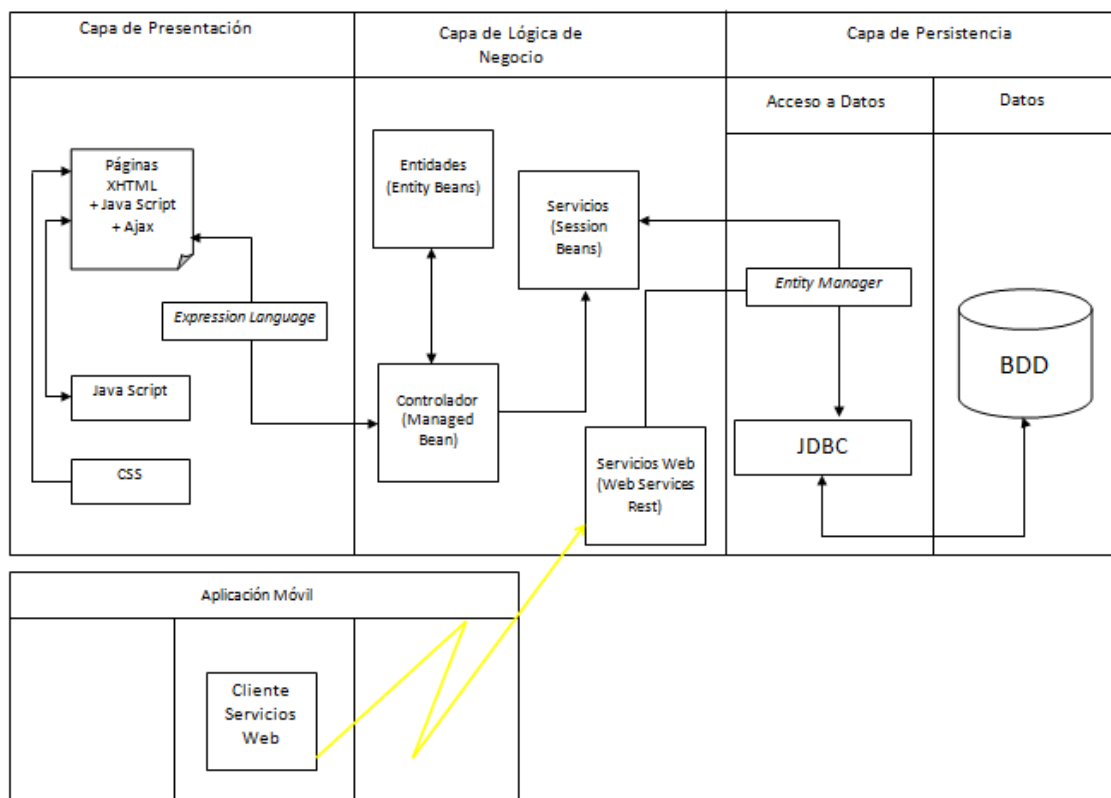 Capa de Presentación
Capa de Lógica de
Negocio
Capa de Persistencia
Acceso a Datos
Datos
Páginas
XHTML
+ Java Script
+ Ajax
Expression Language
Java Script
CSS
Entidades
(Entity Beans)
Servicios
(Session
Beans)
Controlador
(Managed
Bean)
Servicios Web
(Web Services
Rest)
Entity Manager
JDBC
BDD
Aplicación Móvil
Cliente
Servicios
Web